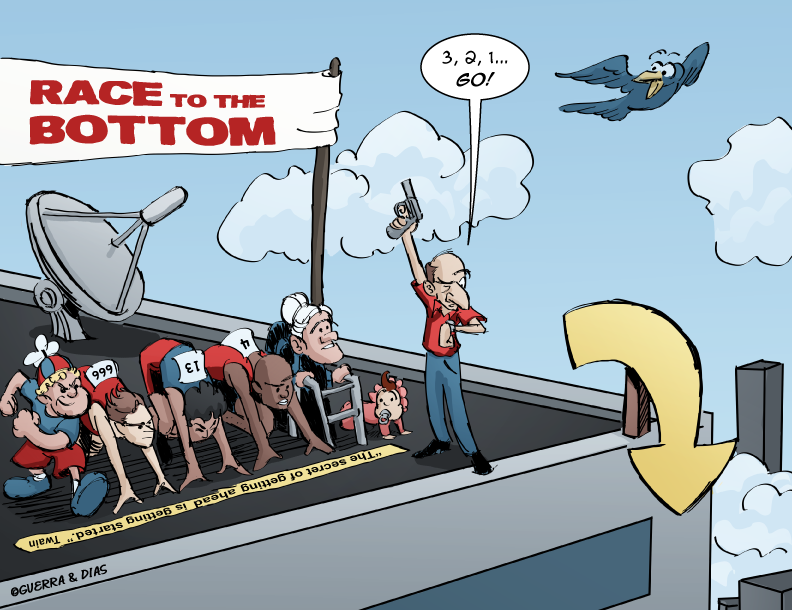 RACE TO THE
BOTTOM
3, 2, 1...
GO!
666
13
4
"The secret of getting ahead is getting started." Twain
©GUERRA & DIAS